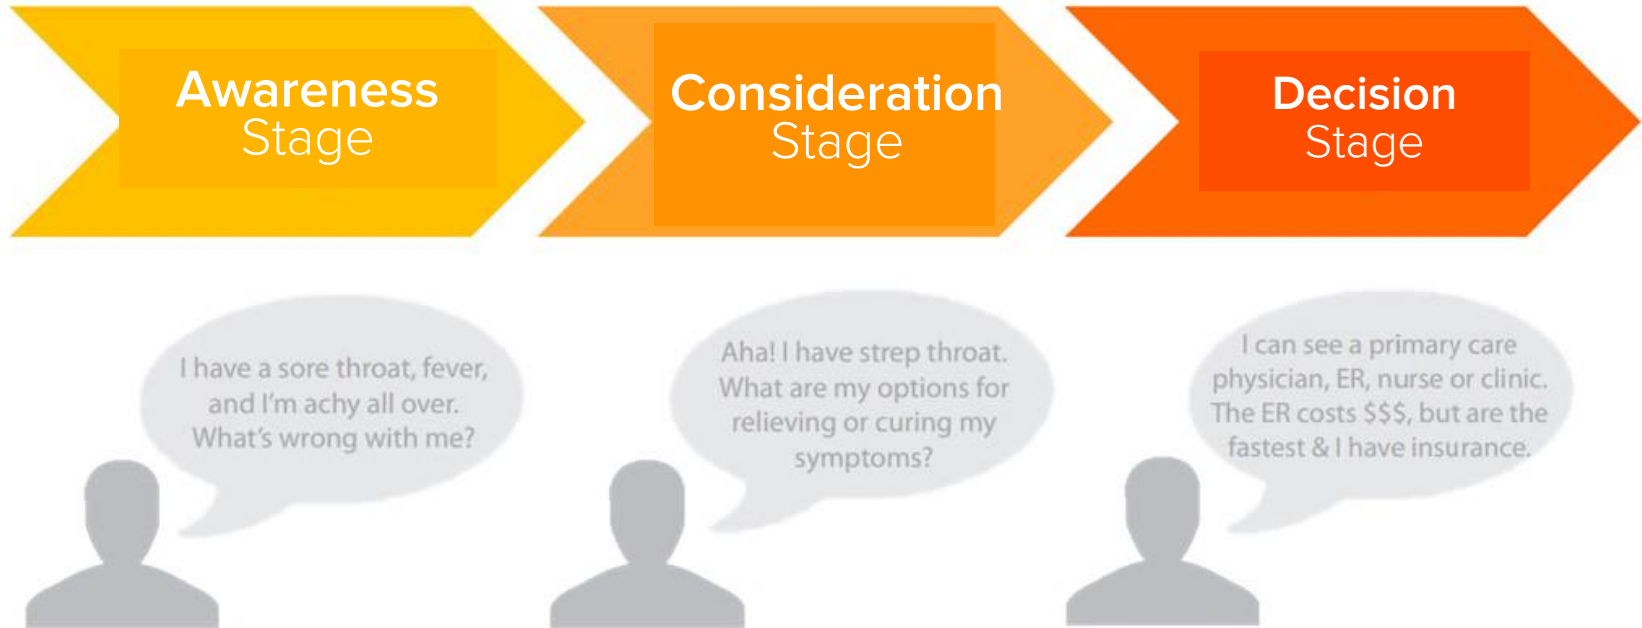 Awareness
Stage
Consideration
Stage
Decision
Stage
I have a sore throat, fever,
and I'm achy all over.
What's wrong with me?
Aha! I have strep throat.
What are my options for
relieving or curing my
symptoms?
I can see a primary care
physician, ER, nurse or clinic.
The ER costs $$$, but are the
fastest & I have insurance.